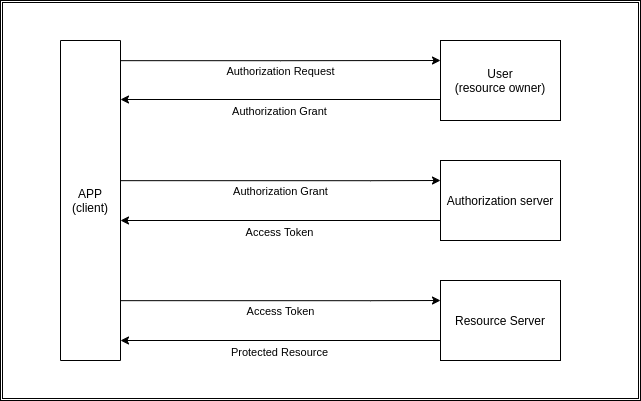 Authorization Request
User
(resource owner)
Authorization Grant
APP
(client)
Authorization Grant
Authorization server
Access Token
Access Token
Resource Server
Protected Resource